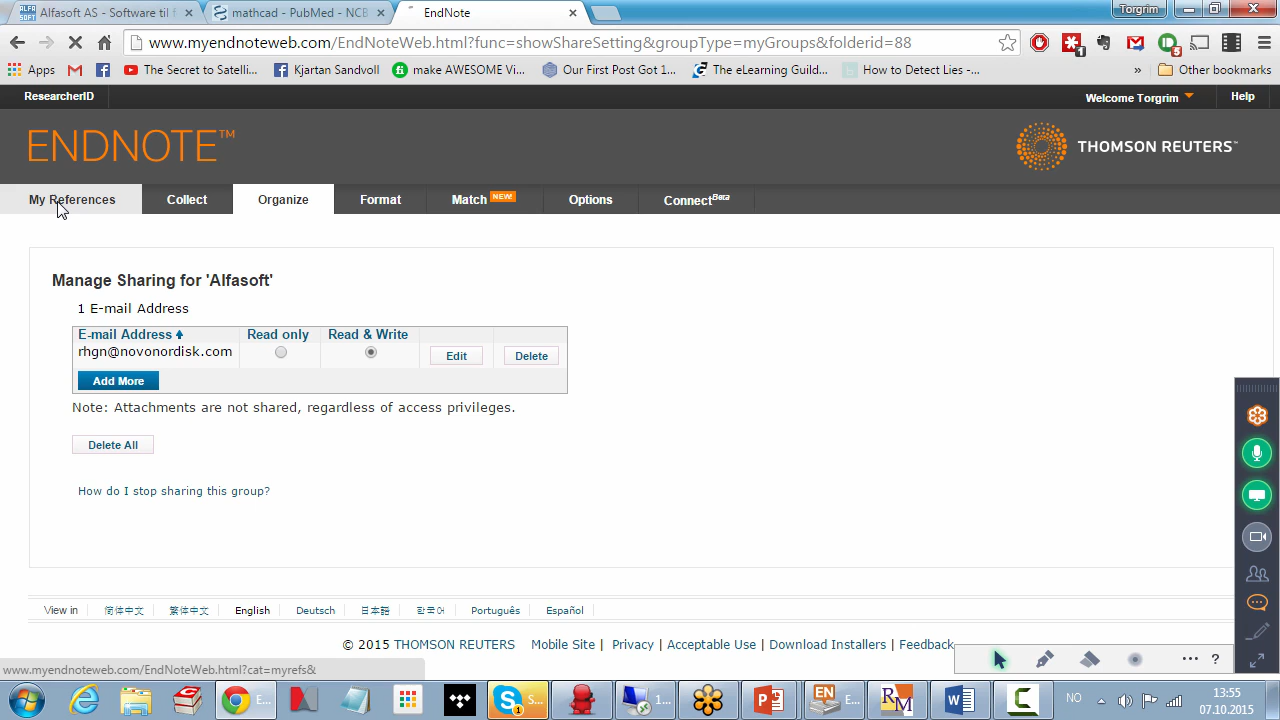 Alfasoft AS - Software til f
mathcad - PubMed - NCB
EndNote
Torgrim
www.myendnoteweb.com/EndNoteWeb.html?func=showShareSetting&groupType=myGroups&folderid=88
1
5
Apps
The Secret to Satelli...
Kjartan Sandvoll
make AWESOME Vi...
Our First Post Got 1...
The eLearning Guild...
How to Detect Lies -...
»
Other bookmarks
ResearcherID
Welcome Torgrim
Help
ENDNOTE™
THOMSON REUTERS™
My References
Collect
Organize
Format
Match NEW!
Options
Connect Beta
Manage Sharing for 'Alfasoft'
1 E-mail Address
E-mail Address Read only Read & Write
rhgn@novonordisk.com Edit Delete
Add More
Note: Attachments are not shared, regardless of access privileges.
Delete All
How do I stop sharing this group?
View in 简体中文 繁体中文 English Deutsch 日本語 한국어 Português Español
© 2015 THOMSON REUTERS Mobile Site | Privacy | Acceptable Use | Download Installers | Feedback
www.myendnoteweb.com/EndNoteWeb.html?cat=myrefs&
... ?
E...
S...
1
1...
EN E...
RM
NO
13:55
07.10.2015